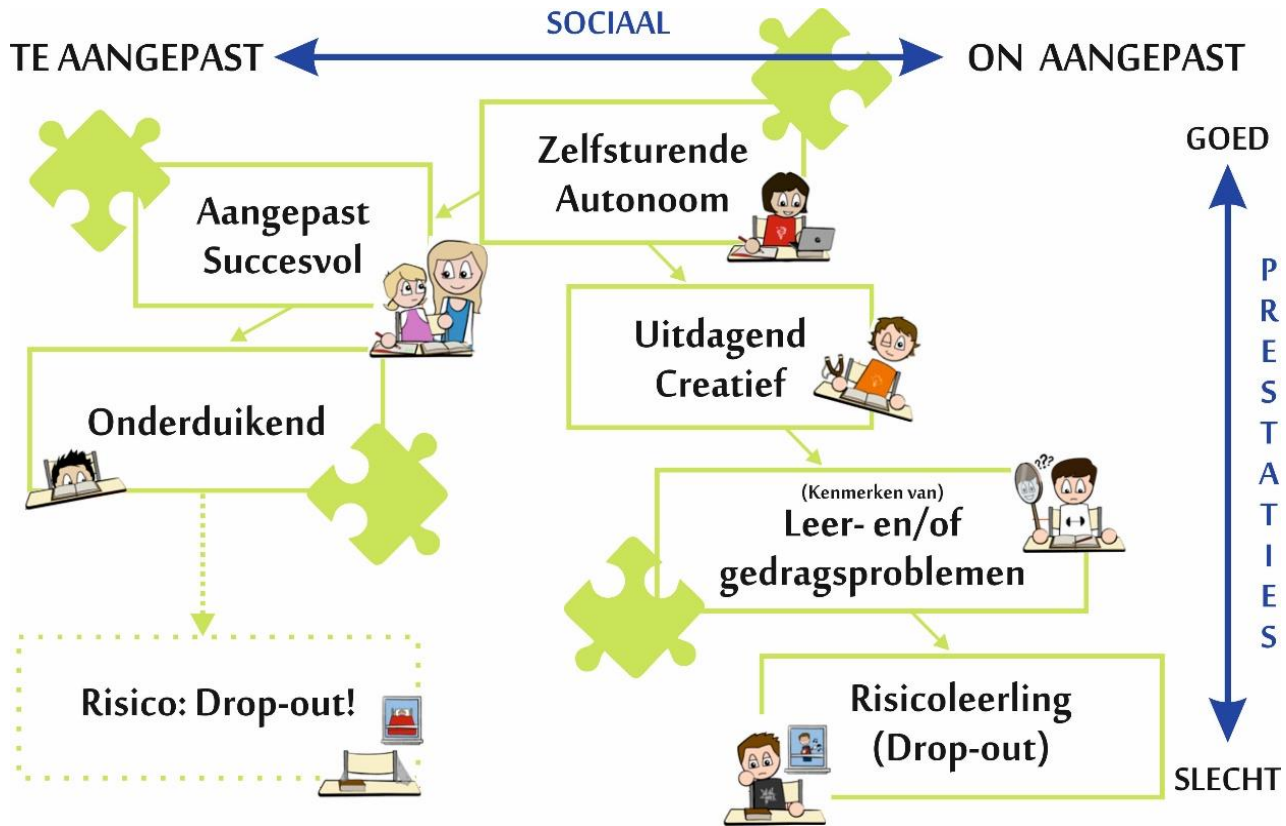 SOCIAAL
TE AANGEPAST
ON AANGEPAST
GOED
Zelfsturende
Autonoom
Aangepast
Succesvol
Uitdagend
Creatief
Onderduikend
???
(Kenmerken van)
Leer- en/of
gedragsproblemen
PRESTATIES
Risico: Drop-out!
Risicoleerling
(Drop-out)
SLECHT